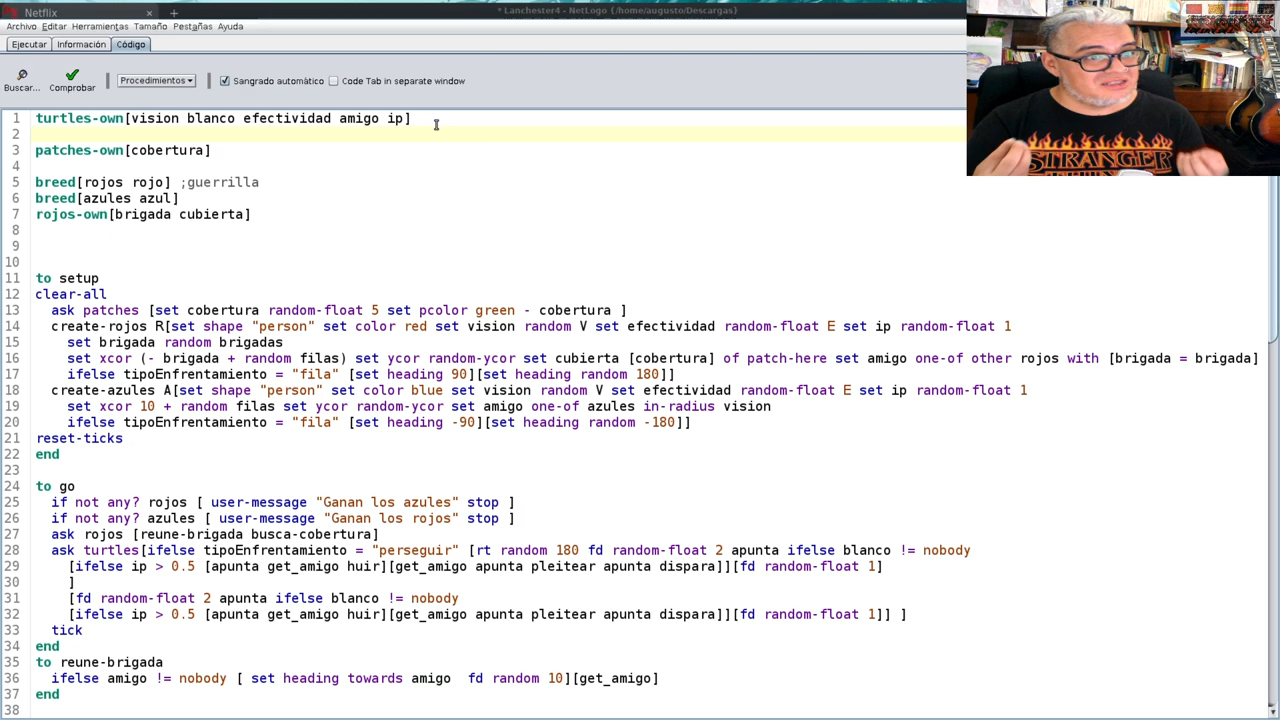 Netflix × +
* Lanchester4 - NetLogo {/home/augusto/Descargas}
Archivo Editar Herramientas Tamaño Pestañas Ayuda
Ejecutar Información Código
Buscar... Comprobar Procedimientos Sangrado automático Code Tab in separate window
1 turtles-own[vision blanco efectividad amigo ip]
2
3 patches-own[cobertura]
4
5 breed[rojos rojo] ;guerrilla
6 breed[azules azul]
7 rojos-own[brigada cubierta]
8
9
10
11 to setup
12 clear-all
13 ask patches [set cobertura random-float 5 set pcolor green - cobertura ]
14 create-rojos R[set shape "person" set color red set vision random V set efectividad random-float E set ip random-float 1
15 set brigada random brigadas
16 set xcor (- brigada + random filas) set ycor random-ycor set cubierta [cobertura] of patch-here set amigo one-of other rojos with [brigada = brigada]
17 ifelse tipoEnfrentamiento = "fila" [set heading 90][set heading random 180]]
18 create-azules A[set shape "person" set color blue set vision random V set efectividad random-float E set ip random-float 1
19 set xcor 10 + random filas set ycor random-ycor set amigo one-of azules in-radius vision
20 ifelse tipoEnfrentamiento = "fila" [set heading -90][set heading random -180]]
21 reset-ticks
22 end
23
24 to go
25 if not any? rojos [ user-message "Ganan los azules" stop ]
26 if not any? azules [ user-message "Ganan los rojos" stop ]
27 ask rojos [reune-brigada busca-cobertura]
28 ask turtles[ifelse tipoEnfrentamiento = "perseguir" [rt random 180 fd random-float 2 apunta ifelse blanco != nobody
29 [ifelse ip > 0.5 [apunta get_amigo huir][get_amigo apunta pleitear apunta dispara]][fd random-float 1]
30 ]
31 [fd random-float 2 apunta ifelse blanco != nobody
32 [ifelse ip > 0.5 [apunta get_amigo huir][get_amigo apunta pleitear apunta dispara]][fd random-float 1]] ]
33 tick
34 end
35 to reune-brigada
36 ifelse amigo != nobody [ set heading towards amigo fd random 10][get_amigo]
37 end
38
STRANGER